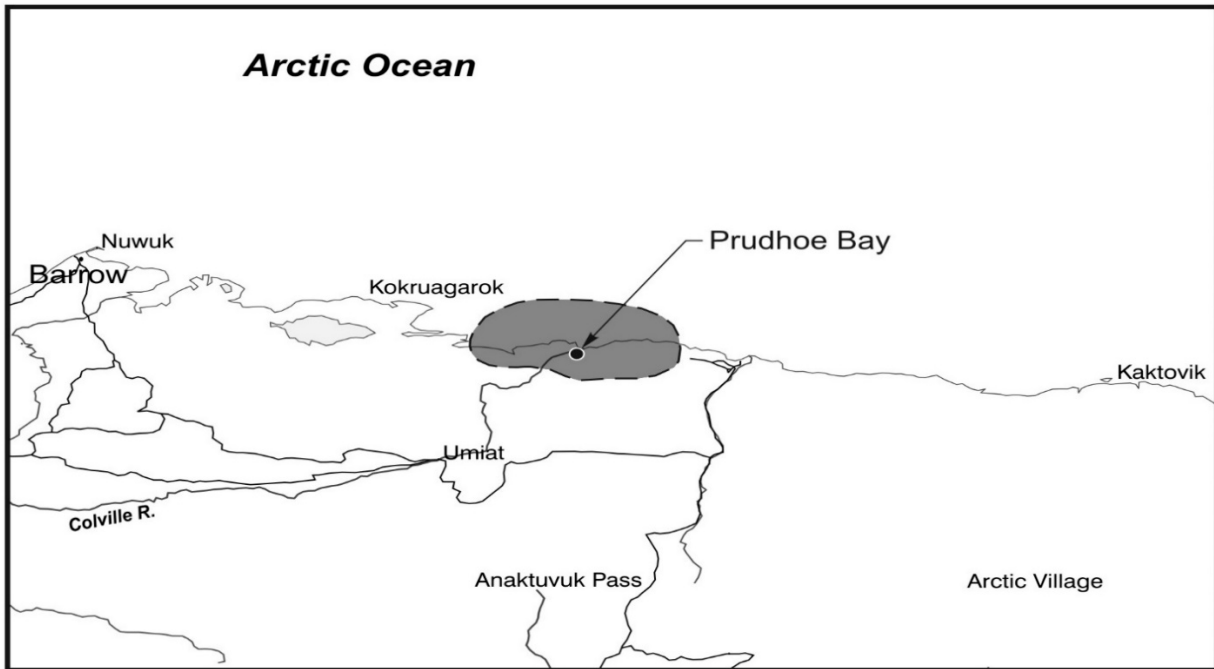 Arctic Ocean
Nuwuk
Prudhoe Bay
Barrow
Kokruagarok
Kaktovik
Umiat
Colville R.
Anaktuvuk Pass
Arctic Village